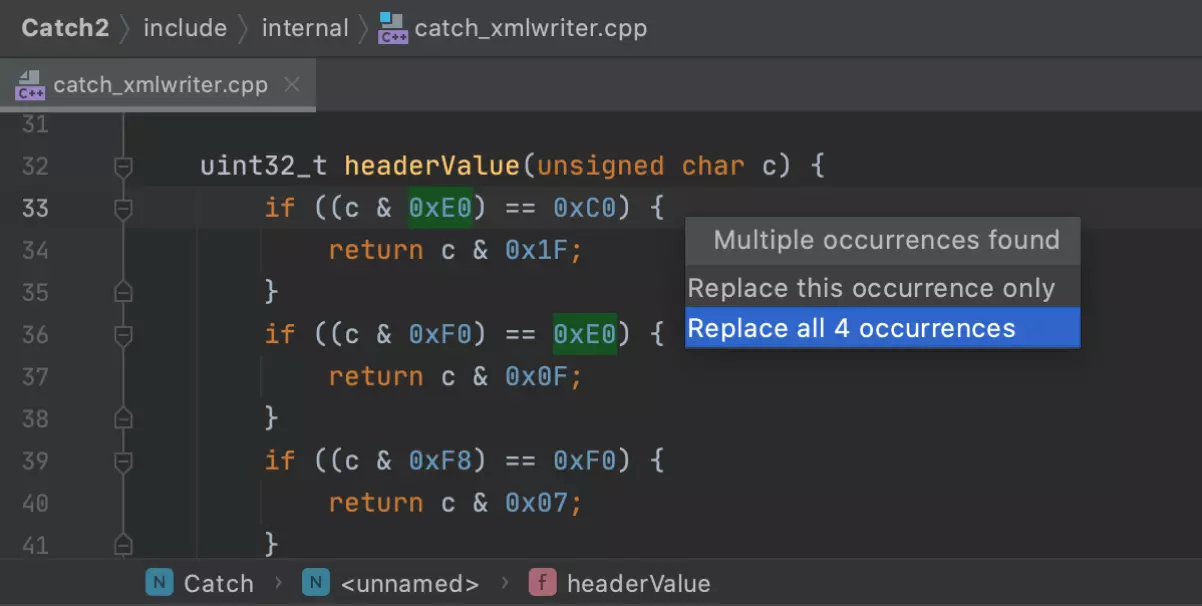 Catch2 include internal C++ catch_xmlwriter.cpp
C++ catch_xmlwriter.cpp
31
32 uint32_t headerValue(unsigned char c) {
33 if ((c & 0xE0) == 0xC0) {
Multiple occurrences found
34 return c & 0x1F;
35 }
Replace this occurrence only
36 if ((c & 0xF0) == 0xE0) {
Replace all 4 occurrences
37 return c & 0x0F;
38 }
39 if ((c & 0xF8) == 0xF0) {
40 return c & 0x07;
41 }
N Catch N <unnamed> f headerValue